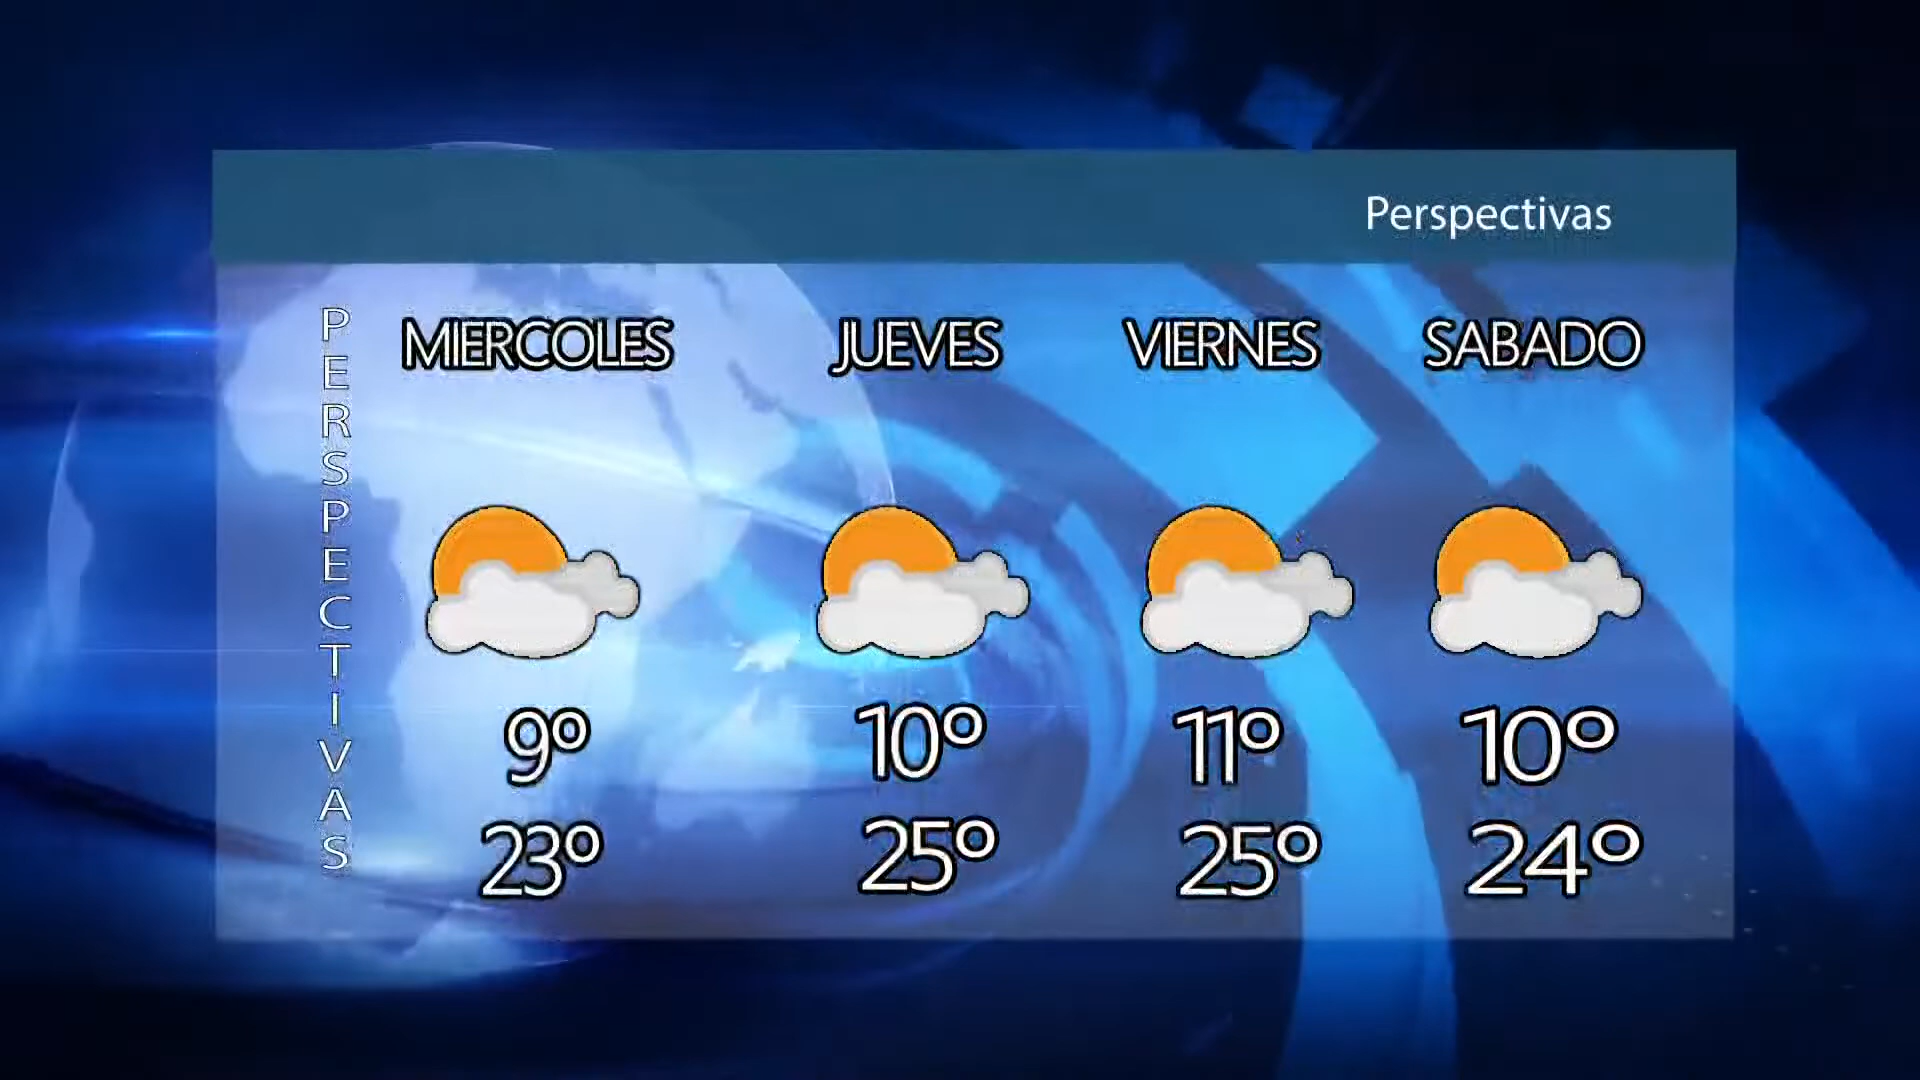 Perspectivas
PERSPECTIVAS
MIERCOLES JUEVES VIERNES SABADO
9º 10º 11º 10º
23º 25º 25º 24º